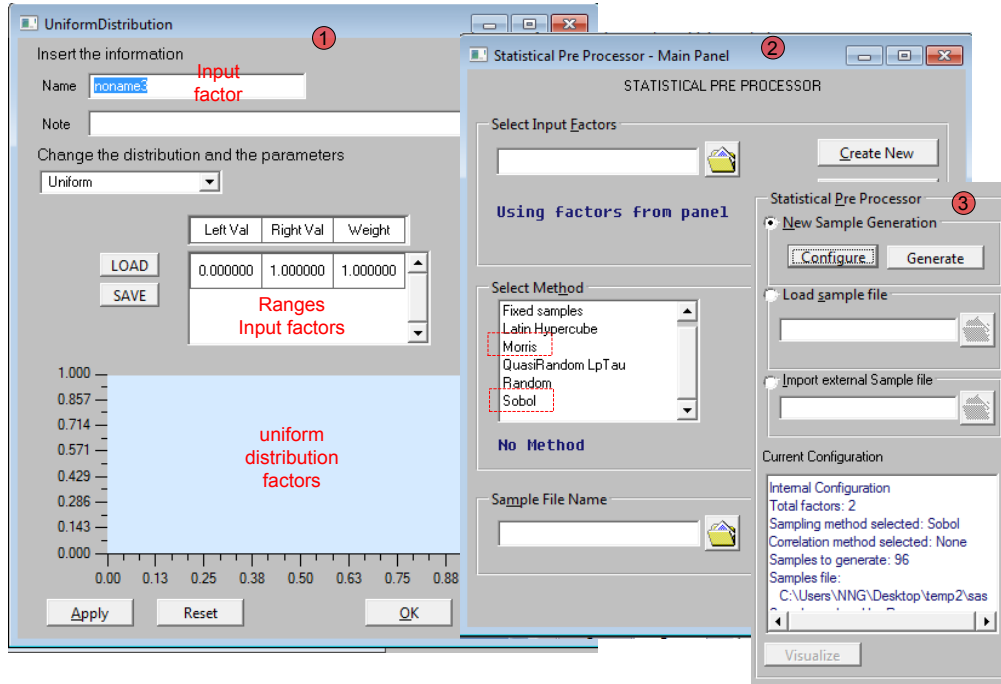 UniformDistribution
1
Insert the information
Name
noname3
Input
factor
Note
Change the distribution and the parameters
Uniform
Left Val Right Val Weight
LOAD
SAVE
0.000000 1.000000 1.000000
Ranges
Input factors
1.000
0.857
0.714
0.571
0.429
0.286
0.143
0.000
uniform
distribution
factors
0.00 0.13 0.25 0.38 0.50 0.63 0.75 0.88
Apply Reset OK
Statistical Pre Processor - Main Panel
2
STATISTICAL PRE PROCESSOR
Select Input Factors
Create New
Using factors from panel
Select Method
Fixed samples
Latin Hypercube
Morris
QuasiRandom LpTau
Random
Sobol
No Method
Sample File Name
Statistical Pre Processor
3
New Sample Generation
Configure Generate
Load sample file
Import external Sample file
Current Configuration
Internal Configuration
Total factors: 2
Sampling method selected: Sobol
Correlation method selected: None
Samples to generate: 96
Samples file:
C:\Users\NNG\Desktop\temp2\sas
Visualize